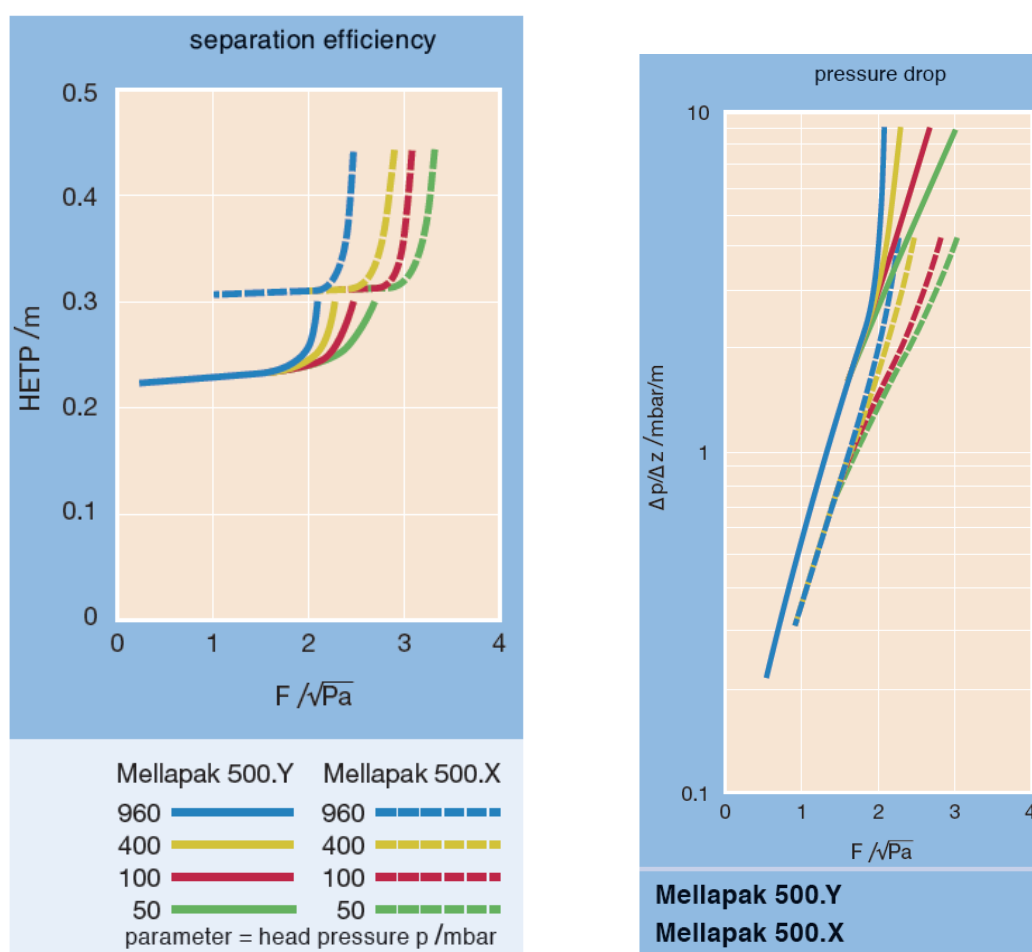 separation efficiency
0.5
0.4
0.3
0.2
0.1
0
HETP /m
0 1 2 3 4
F /√Pa
Mellapak 500.Y Mellapak 500.X
960 960
400 400
100 100
50 50
parameter = head pressure p /mbar
pressure drop
10
1
0.1
Δp/Δz /mbar/m
0 1 2 3 4
F /√Pa
Mellapak 500.Y
Mellapak 500.X